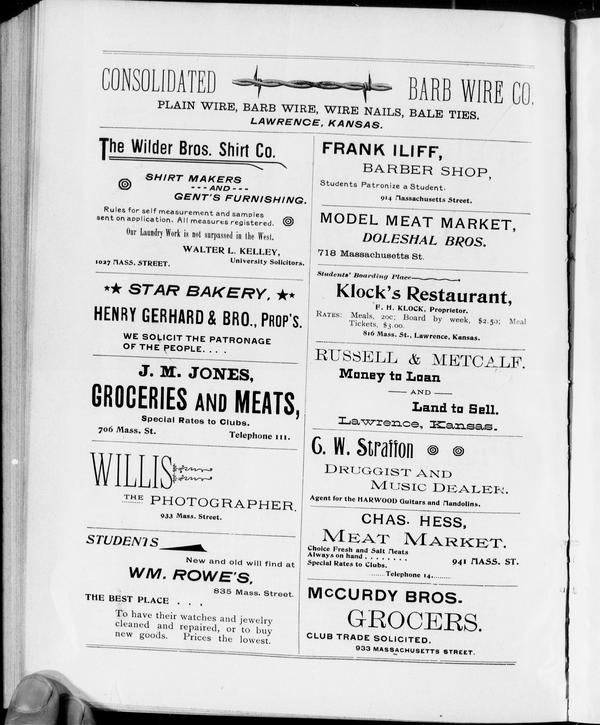 CONSOLIDATED BARB WIRE CO.
PLAIN WIRE, BARB WIRE, WIRE NAILS, BALE TIES.
LAWRENCE, KANSAS.
The Wilder Bros. Shirt Co.
SHIRT MAKERS
---AND---
GENT'S FURNISHING.
Rules for self measurement and samples
sent on application. All measures registered.
Our Laundry Work is not surpassed in the West.
WALTER L. KELLEY,
1027 MASS. STREET. University Solicitors.
STAR BAKERY,
HENRY GERHARD & BRO., PROP'S.
WE SOLICIT THE PATRONAGE
OF THE PEOPLE. . . .
J. M. JONES,
GROCERIES AND MEATS,
Special Rates to Clubs.
706 Mass. St. Telephone 111.
WILLIS
THE PHOTOGRAPHER.
933 Mass. Street.
STUDENTS
New and old will find at
WM. ROWE'S,
835 Mass. Street.
THE BEST PLACE . . .
To have their watches and jewelry
cleaned and repaired, or to buy
new goods. Prices the lowest.
FRANK ILIFF,
BARBER SHOP,
Students Patronize a Student.
914 Massachusetts Street.
MODEL MEAT MARKET,
DOLESHAL BROS.
718 Massachusetts St.
Students' Boarding Place
Klock's Restaurant,
F. H. KLOCK, Proprietor.
RATES: Meals, 20c; Board by week, $2.50; Meal
Tickets, $3.00.
816 Mass. St., Lawrence, Kansas.
RUSSELL & METCALF.
Money to Loan
AND
Land to Sell.
Lawrence, Kansas.
G. W. Stratton
DRUGGIST AND
MUSIC DEALER.
Agent for the HARWOOD Guitars and Mandolins.
CHAS. HESS,
MEAT MARKET.
Choice Fresh and Salt Meats
Always on hand . . . . . . . .
Special Rates to Clubs. 941 MASS. ST.
......Telephone 14.........
MCCURDY BROS.
GROCERS.
CLUB TRADE SOLICITED.
933 MASSACHUSETTS STREET.